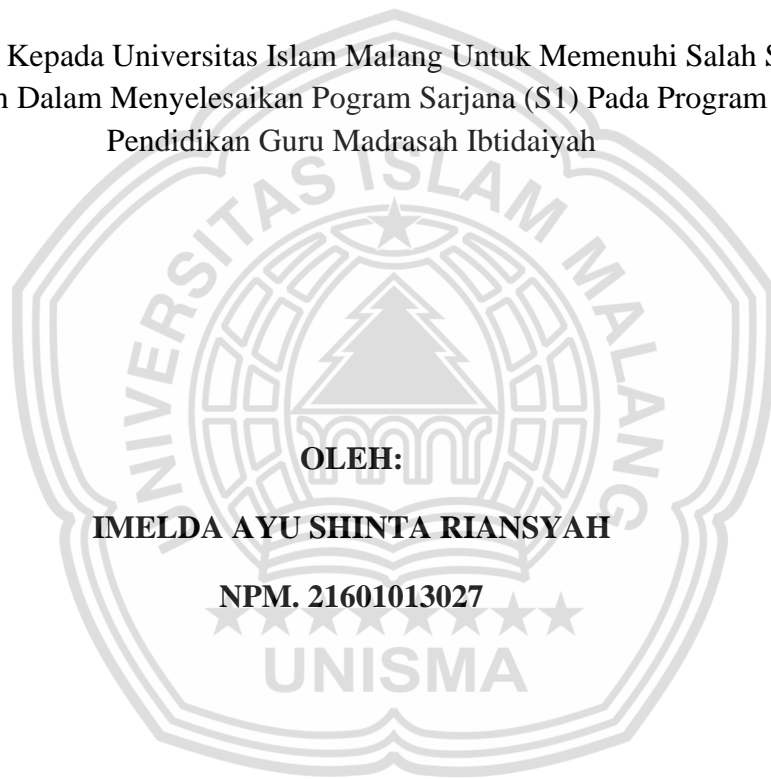 Kepada Universitas Islam Malang Untuk Memenuhi Salah S
Dalam Menyelesaikan Pogram Sarjana (S1) Pada Program
Pendidikan Guru Madrasah Ibtidaiyah
UNIVERSITAS ISLAM MALANG
OLEH:
IMELDA AYU SHINTA RIANSYAH
NPM. 21601013027
UNISMA